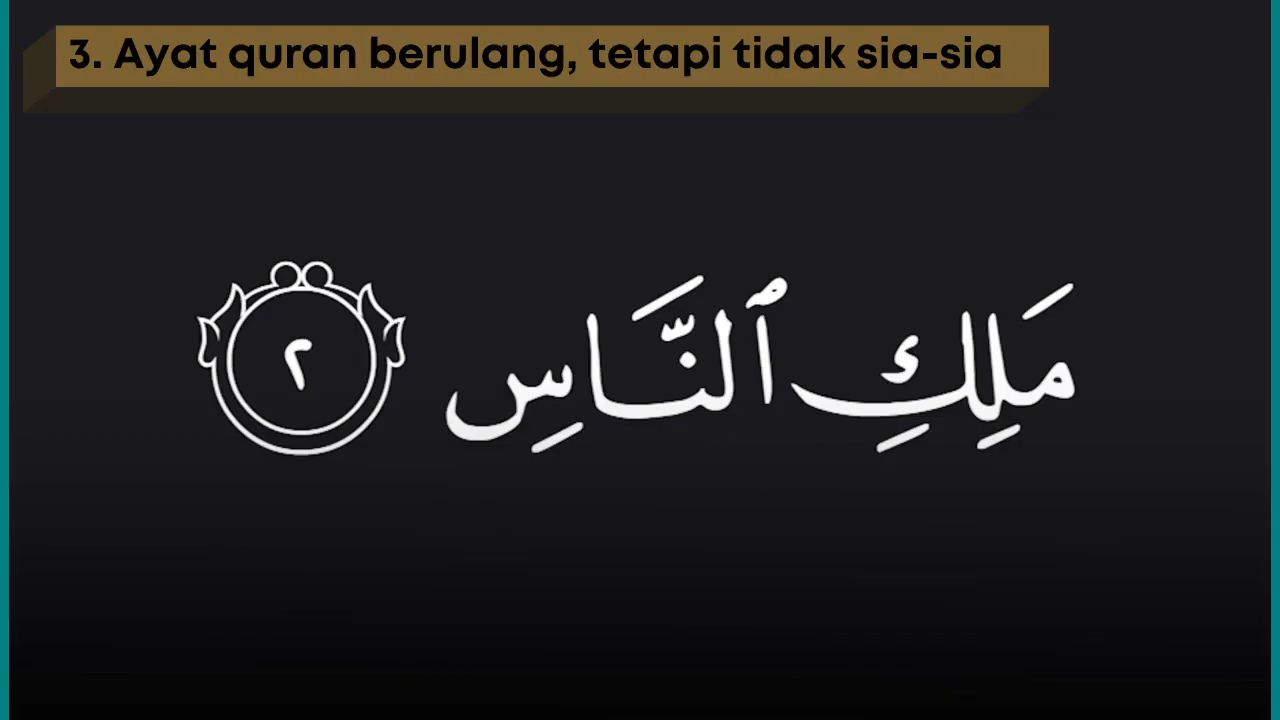 3. Ayat quran berulang, tetapi tidak sia-sia
مَلِكِ ٱلنَّاسِ ٢